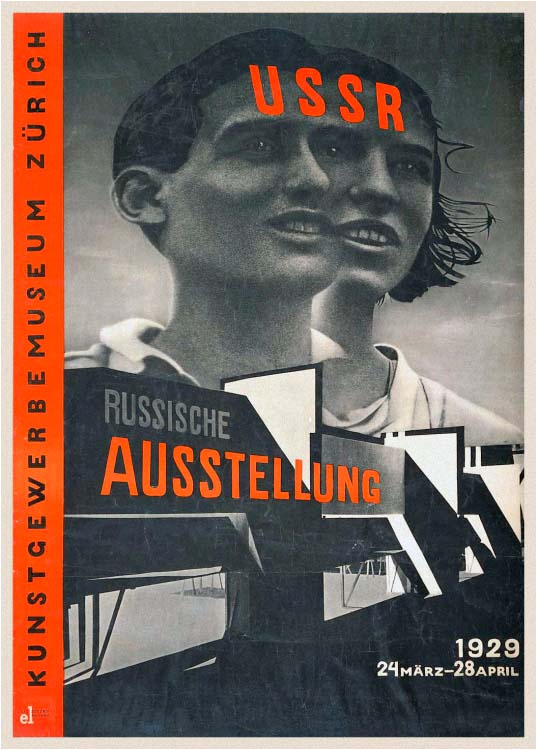 KUNSTGEWERBEMUSEUM ZÜRICH
USSR
RUSSISCHE
AUSSTELLUNG
1929
24 MÄRZ–28 APRIL
el